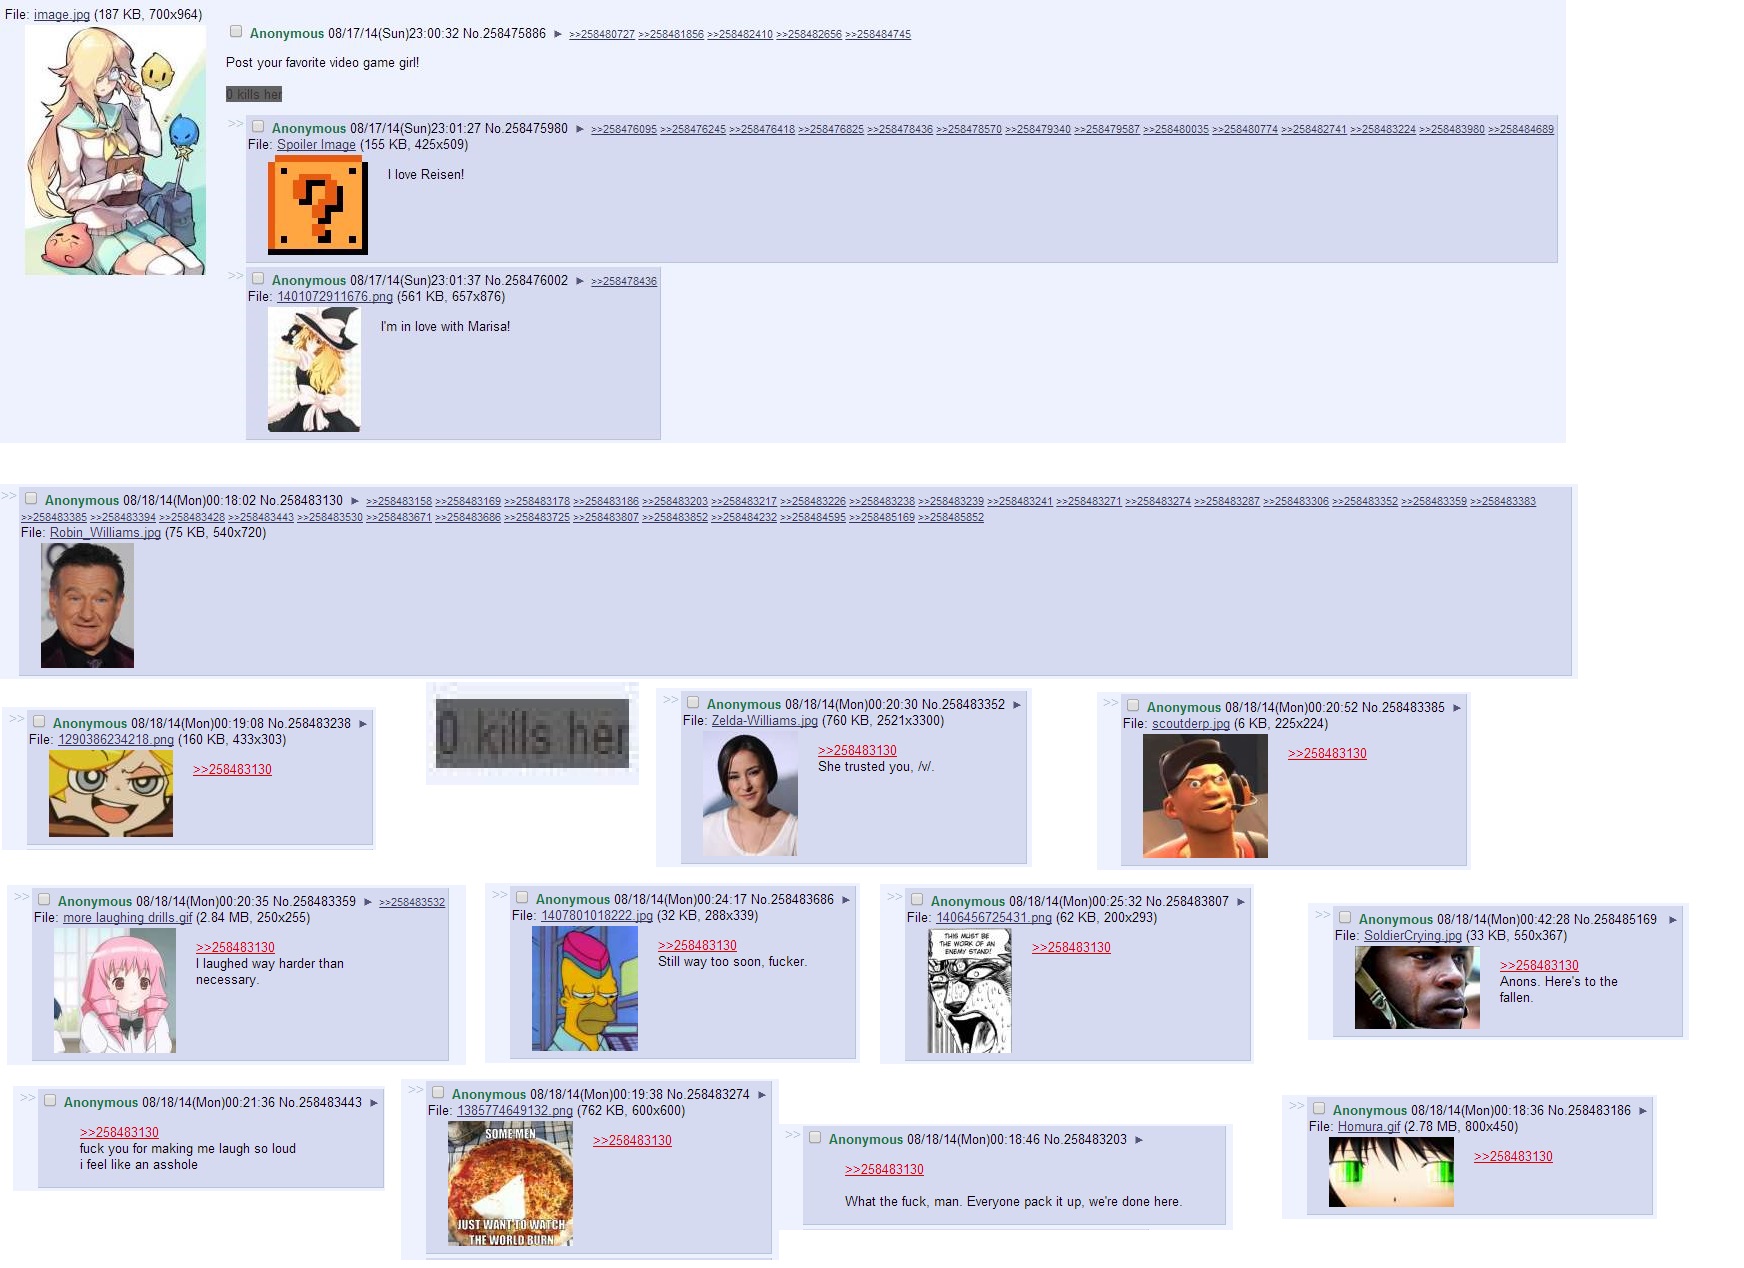 File: image.jpg (187 KB, 700x964)
Anonymous 08/17/14(Sun)23:00:32 No.258475886 ► >>258480727 >>258481856 >>258482410 >>258482656 >>258484745
Post your favorite video game girl!
0 kills her
>> Anonymous 08/17/14(Sun)23:01:27 No.258475980 ► >>258476095 >>258476245 >>258476418 >>258476825 >>258478436 >>258478570 >>258479340 >>258479587 >>258480035 >>258480774 >>258482741 >>258483224 >>258483980 >>258484689
File: Spoiler Image (155 KB, 425x509)
I love Reisen!
>> Anonymous 08/17/14(Sun)23:01:37 No.258476002 ► >>258478436
File: 1401072911676.png (561 KB, 657x876)
I'm in love with Marisa!
>> Anonymous 08/18/14(Mon)00:18:02 No.258483130 ► >>258483158 >>258483169 >>258483178 >>258483186 >>258483203 >>258483217 >>258483226 >>258483238 >>258483239 >>258483241 >>258483271 >>258483274 >>258483287 >>258483306 >>258483352 >>258483359 >>258483383
>>258483385 >>258483394 >>258483428 >>258483443 >>258483530 >>258483671 >>258483686 >>258483725 >>258483807 >>258483852 >>258484232 >>258484595 >>258485169 >>258485852
File: Robin_Williams.jpg (75 KB, 540x720)
>> Anonymous 08/18/14(Mon)00:19:08 No.258483238 ►
File: 1290386234218.png (160 KB, 433x303)
>>258483130
0 kills her
>> Anonymous 08/18/14(Mon)00:20:30 No.258483352 ►
File: Zelda-Williams.jpg (760 KB, 2521x3300)
>>258483130
She trusted you, /v/.
>> Anonymous 08/18/14(Mon)00:20:52 No.258483385 ►
File: scoutderp.jpg (6 KB, 225x224)
>>258483130
>> Anonymous 08/18/14(Mon)00:20:35 No.258483359 ► >>258483532
File: more laughing drills.gif (2.84 MB, 250x255)
>>258483130
I laughed way harder than
necessary.
>> Anonymous 08/18/14(Mon)00:24:17 No.258483686 ►
File: 1407801018222.jpg (32 KB, 288x339)
>>258483130
Still way too soon, fucker.
>> Anonymous 08/18/14(Mon)00:25:32 No.258483807 ►
File: 1406456725431.png (62 KB, 200x293)
THIS MUST BE
THE WORK OF AN
ENEMY STAND!
>>258483130
>> Anonymous 08/18/14(Mon)00:42:28 No.258485169 ►
File: SoldierCrying.jpg (33 KB, 550x367)
>>258483130
Anons. Here's to the
fallen.
>> Anonymous 08/18/14(Mon)00:21:36 No.258483443 ►
>>258483130
fuck you for making me laugh so loud
i feel like an asshole
>> Anonymous 08/18/14(Mon)00:19:38 No.258483274 ►
File: 1385774649132.png (762 KB, 600x600)
SOME MEN
JUST WANT TO WATCH
THE WORLD BURN
>>258483130
>> Anonymous 08/18/14(Mon)00:18:46 No.258483203 ►
>>258483130
What the fuck, man. Everyone pack it up, we're done here.
>> Anonymous 08/18/14(Mon)00:18:36 No.258483186 ►
File: Homura.gif (2.78 MB, 800x450)
>>258483130